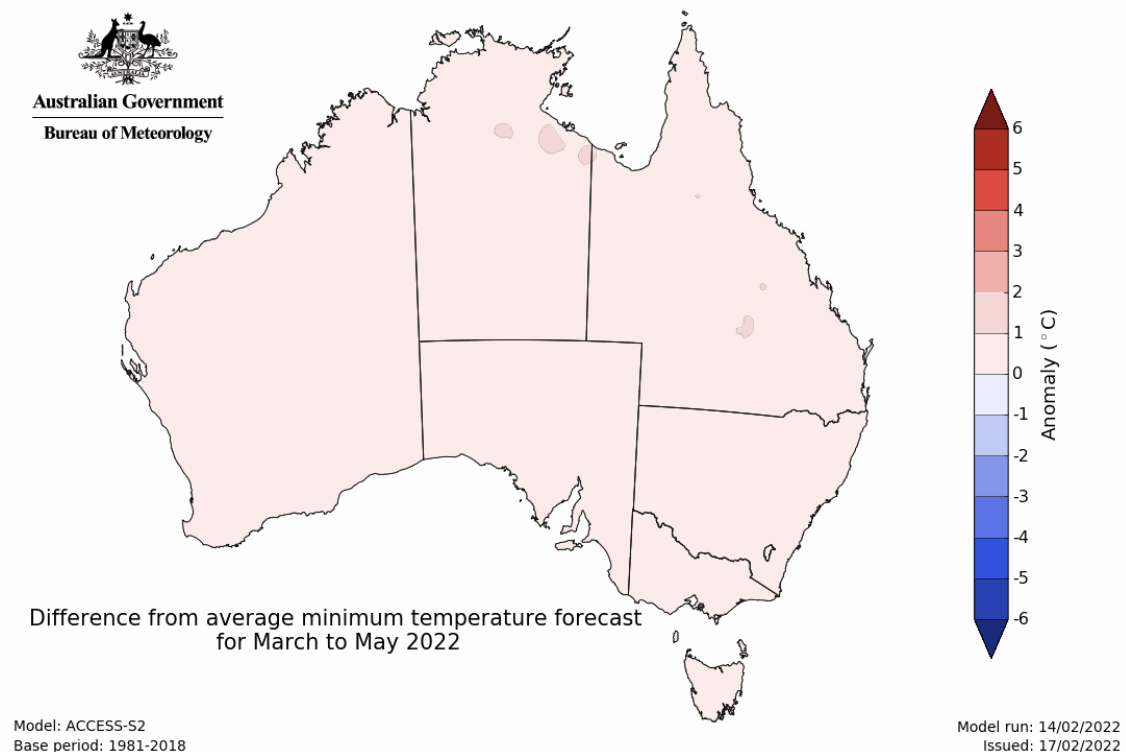 Australian Government
Bureau of Meteorology
6
5
4
3
2
1
0
-1
-2
-3
-4
-5
-6
Anomaly (°C)
Difference from average minimum temperature forecast
for March to May 2022
Model: ACCESS-S2
Base period: 1981-2018
Model run: 14/02/2022
Issued: 17/02/2022